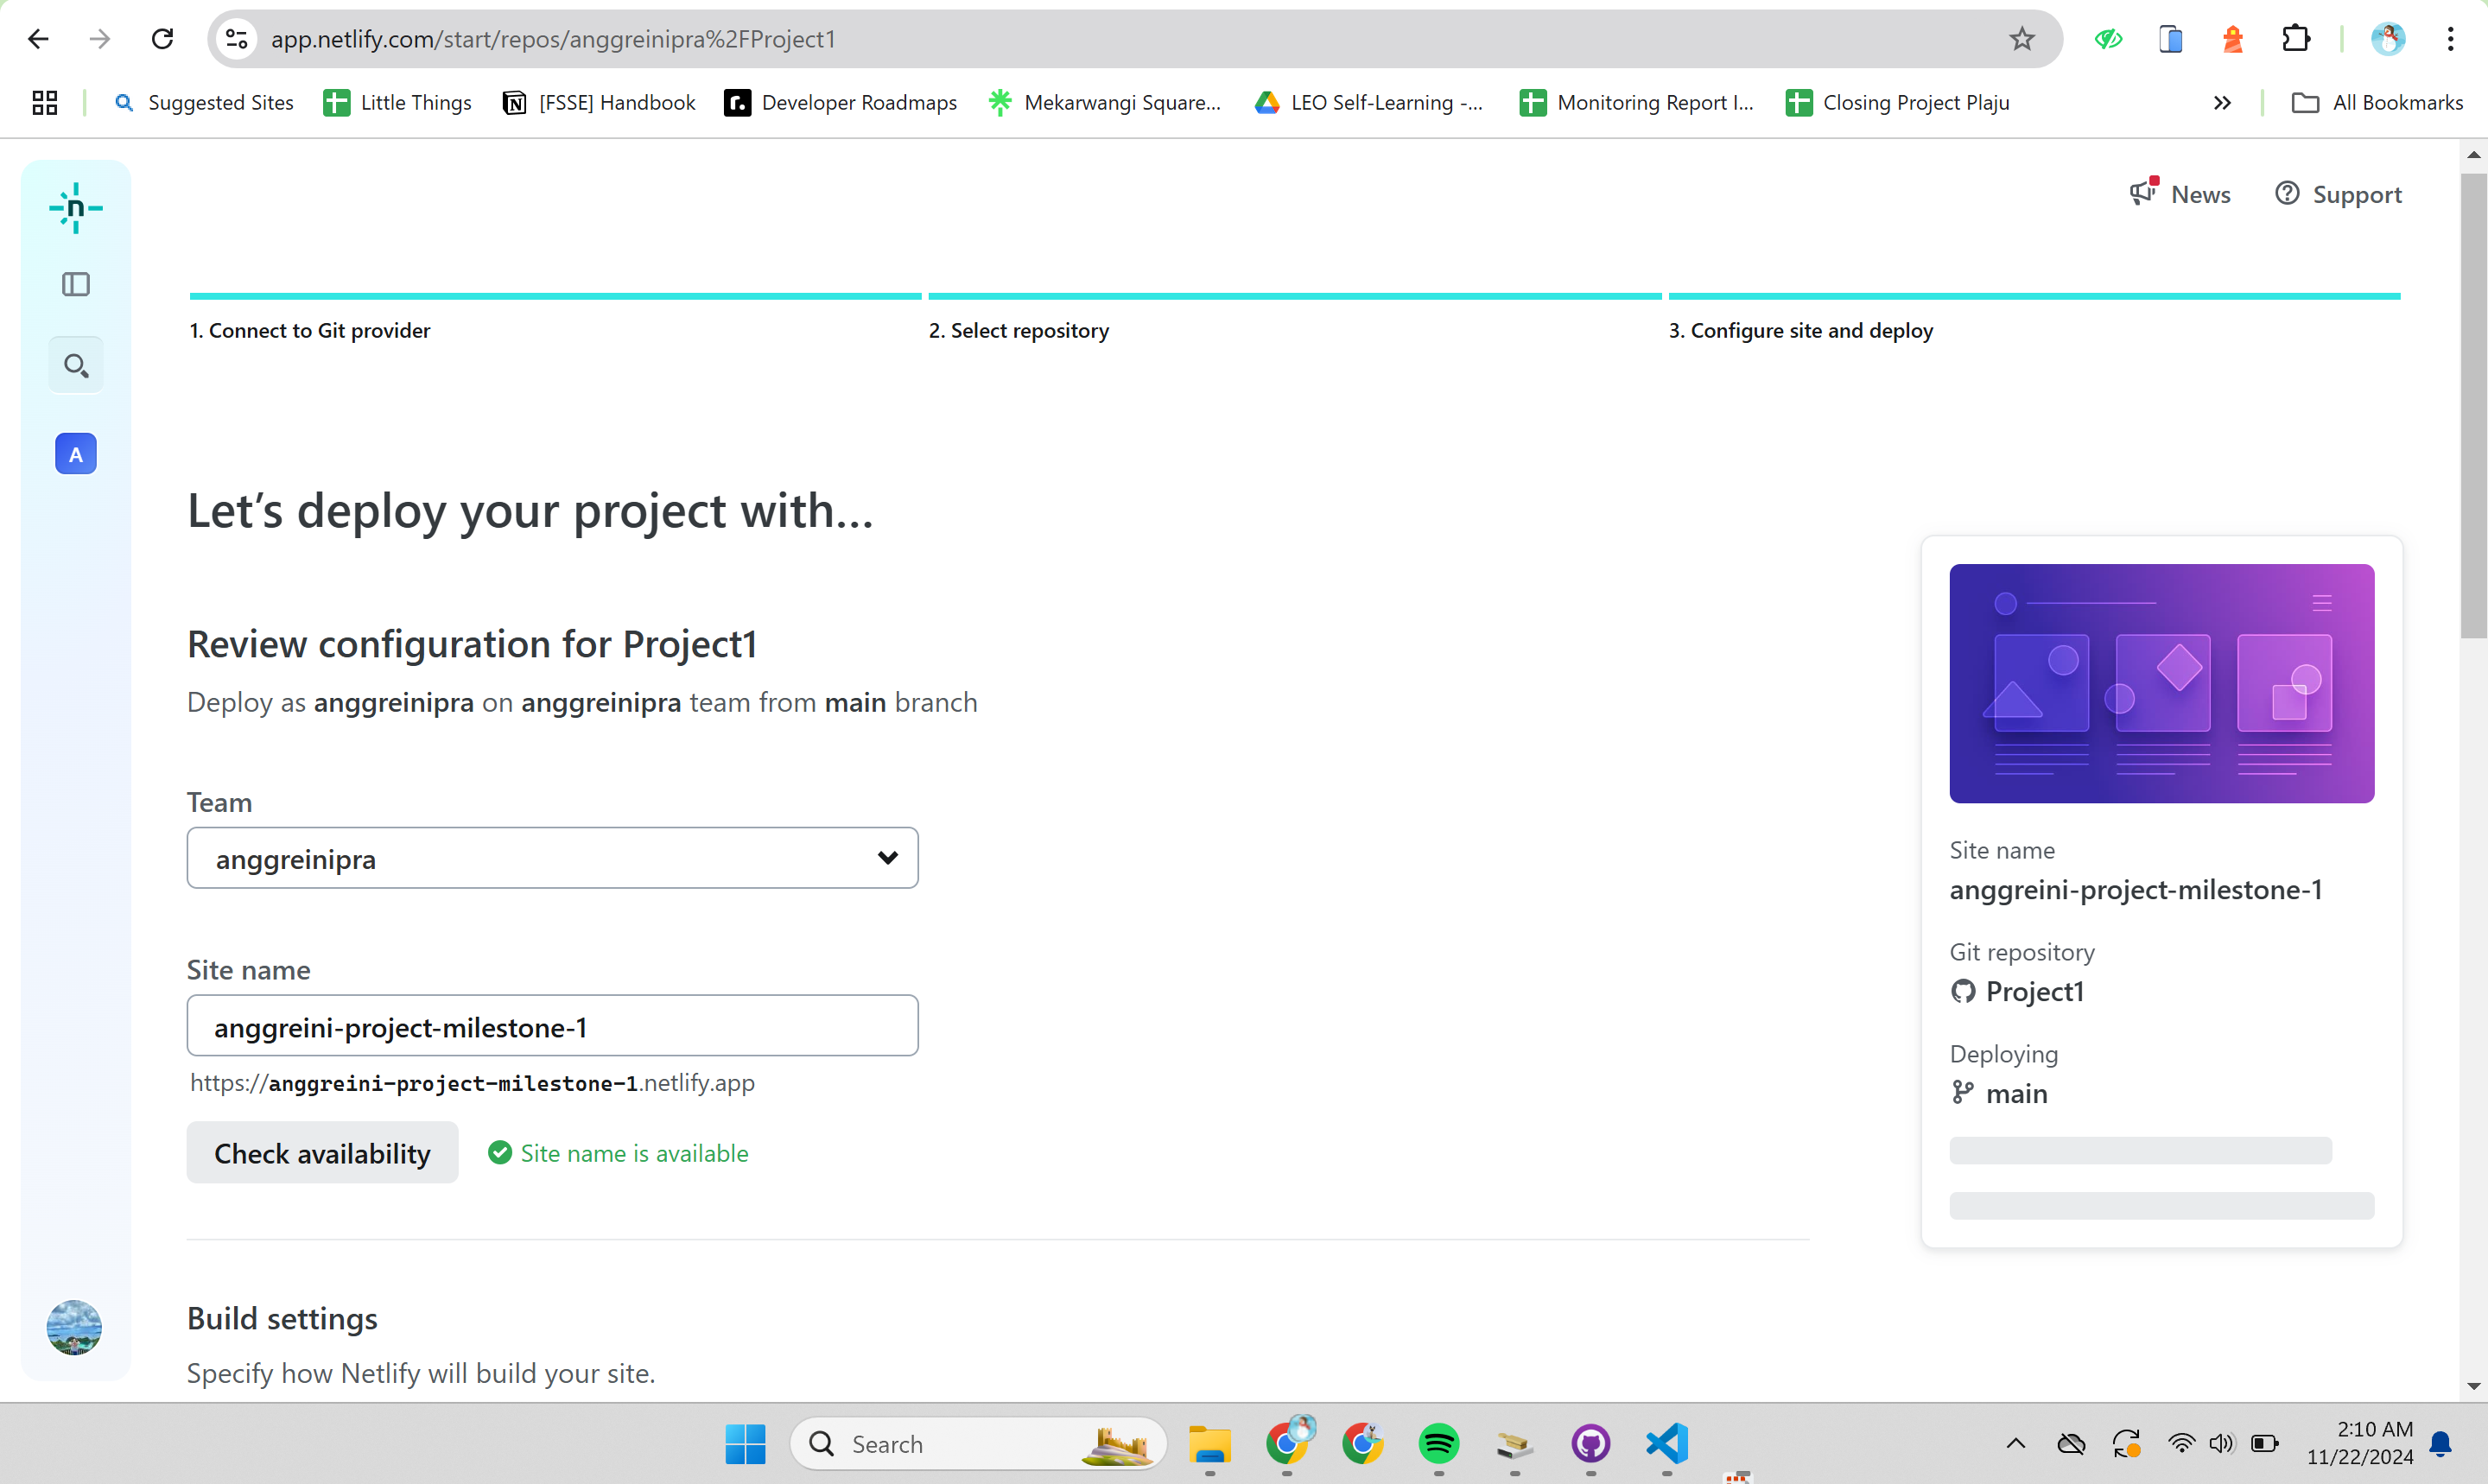 app.netlify.com/start/repos/anggreinipra%2FProject1
Suggested Sites
Little Things
[FSSE] Handbook
Developer Roadmaps
Mekarwangi Square...
LEO Self-Learning -...
Monitoring Report I...
Closing Project Plaju
All Bookmarks
News
Support
1. Connect to Git provider
2. Select repository
3. Configure site and deploy
A
Let’s deploy your project with…
Review configuration for Project1
Deploy as anggreinipra on anggreinipra team from main branch
Team
anggreinipra
Site name
anggreini-project-milestone-1
https://anggreini-project-milestone-1.netlify.app
Check availability
Site name is available
Build settings
Specify how Netlify will build your site.
Site name
anggreini-project-milestone-1
Git repository
Project1
Deploying
main
Search
2:10 AM
11/22/2024